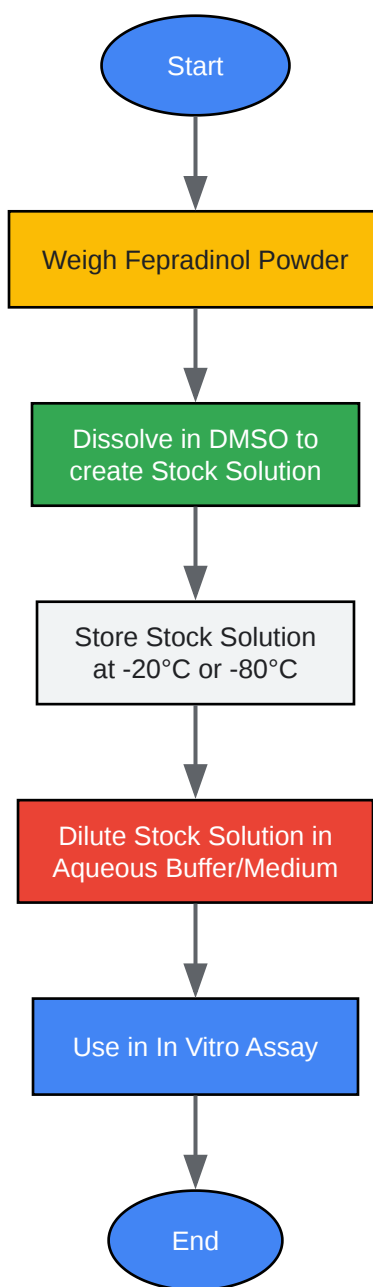 Start
Weigh Fepradinol Powder
Dissolve in DMSO to
create Stock Solution
Store Stock Solution
at -20°C or -80°C
Dilute Stock Solution in
Aqueous Buffer/Medium
Use in In Vitro Assay
End